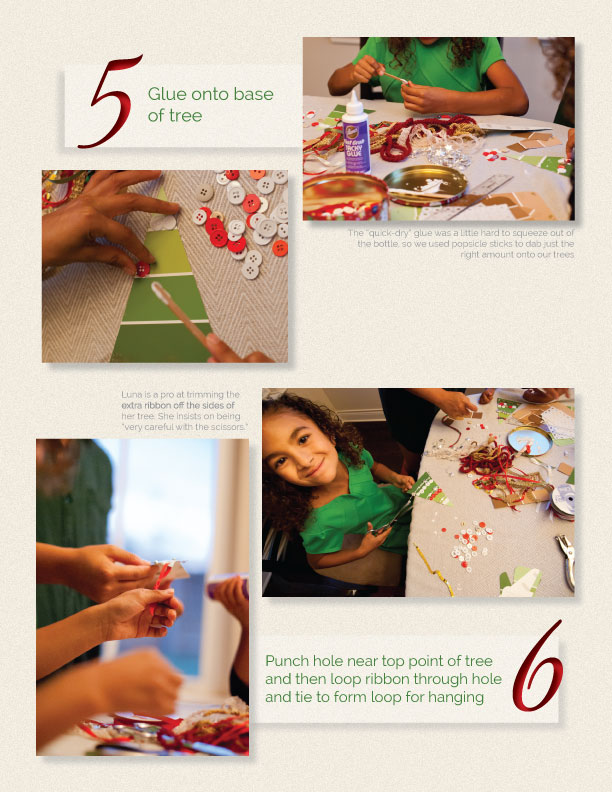 5
Glue onto base
of tree
The "quick-dry" glue was a little hard to squeeze out of
the bottle, so we used popsicle sticks to dab just the
right amount onto our trees
Luna is a pro at trimming the
extra ribbon off the sides of
her tree. She insists on being
"very careful with the scissors."
Punch hole near top point of tree
and then loop ribbon through hole
and tie to form loop for hanging
6